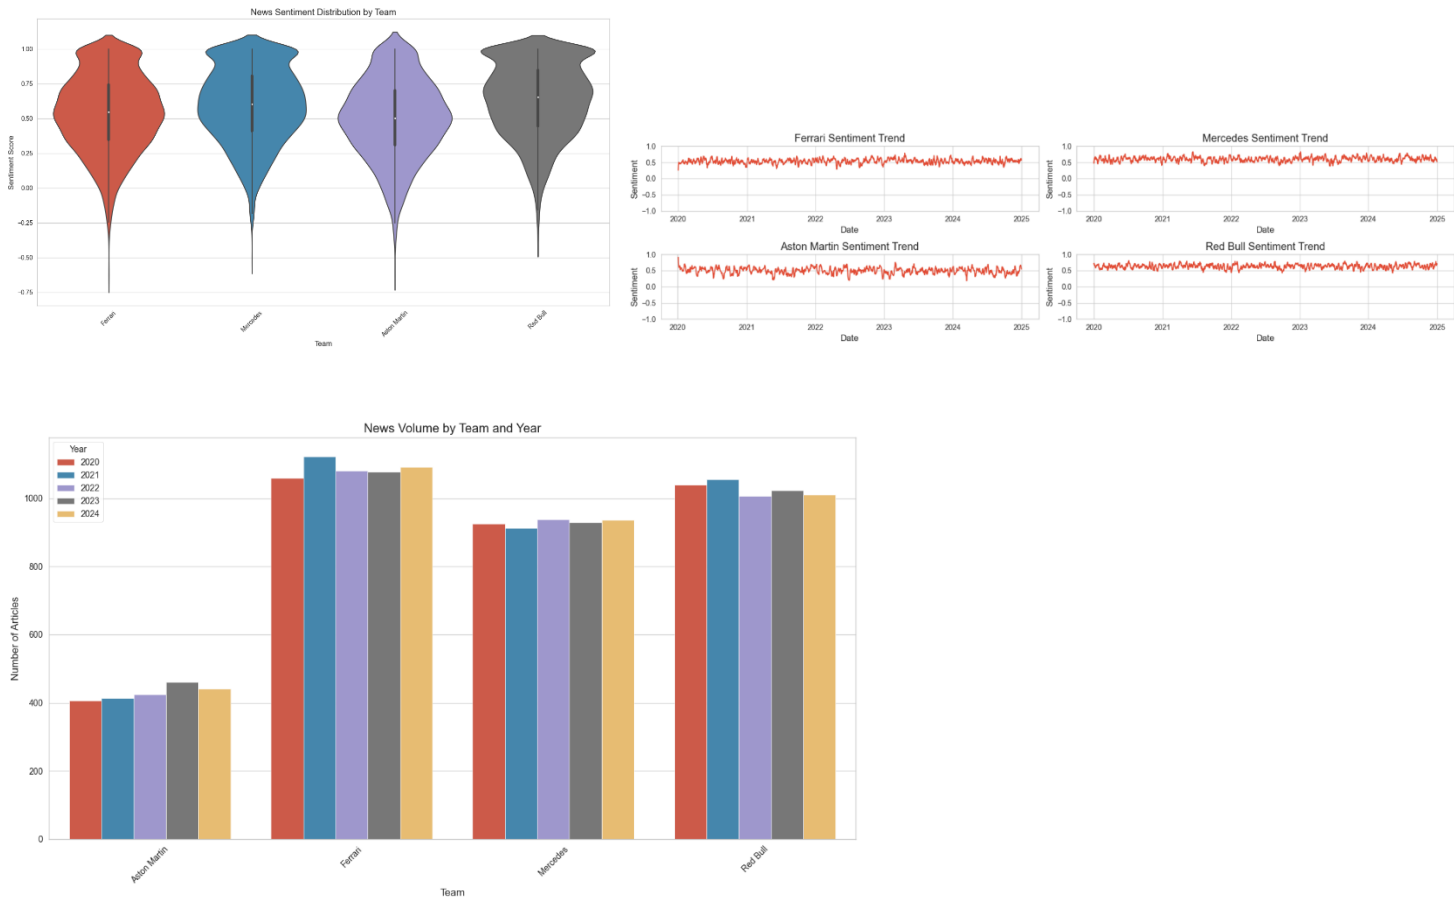 News Sentiment Distribution by Team
Sentiment Score
1.00
0.75
0.50
0.25
0.00
−0.25
−0.50
−0.75
Ferrari
Mercedes
Aston Martin
Red Bull
Team
Ferrari Sentiment Trend
Sentiment
1.0
0.5
0.0
−0.5
−1.0
2020 2021 2022 2023 2024 2025
Date
Mercedes Sentiment Trend
Sentiment
1.0
0.5
0.0
−0.5
−1.0
2020 2021 2022 2023 2024 2025
Date
Aston Martin Sentiment Trend
Sentiment
1.0
0.5
0.0
−0.5
−1.0
2020 2021 2022 2023 2024 2025
Date
Red Bull Sentiment Trend
Sentiment
1.0
0.5
0.0
−0.5
−1.0
2020 2021 2022 2023 2024 2025
Date
News Volume by Team and Year
Year
2020
2021
2022
2023
2024
Number of Articles
1000
800
600
400
200
0
Aston Martin
Ferrari
Mercedes
Red Bull
Team